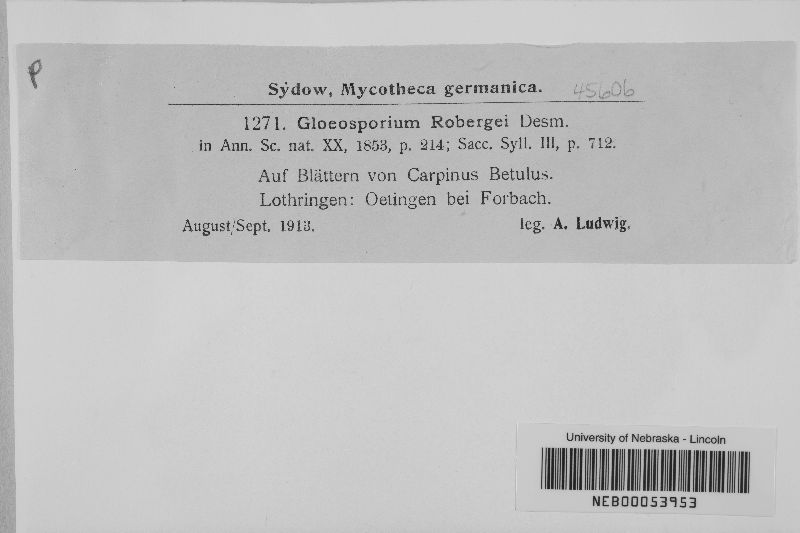 P
Sydow, Mycotheca germanica. 45606
1271. Gloeosporium Robergei Desm.
in Ann. Sc. nat. XX, 1853, p. 214; Sacc. Syll. III, p. 712.
Auf Blättern von Carpinus Betulus.
Lothringen: Oetingen bei Forbach.
August/Sept. 1913. leg. A. Ludwig.
University of Nebraska - Lincoln
NEB00053953